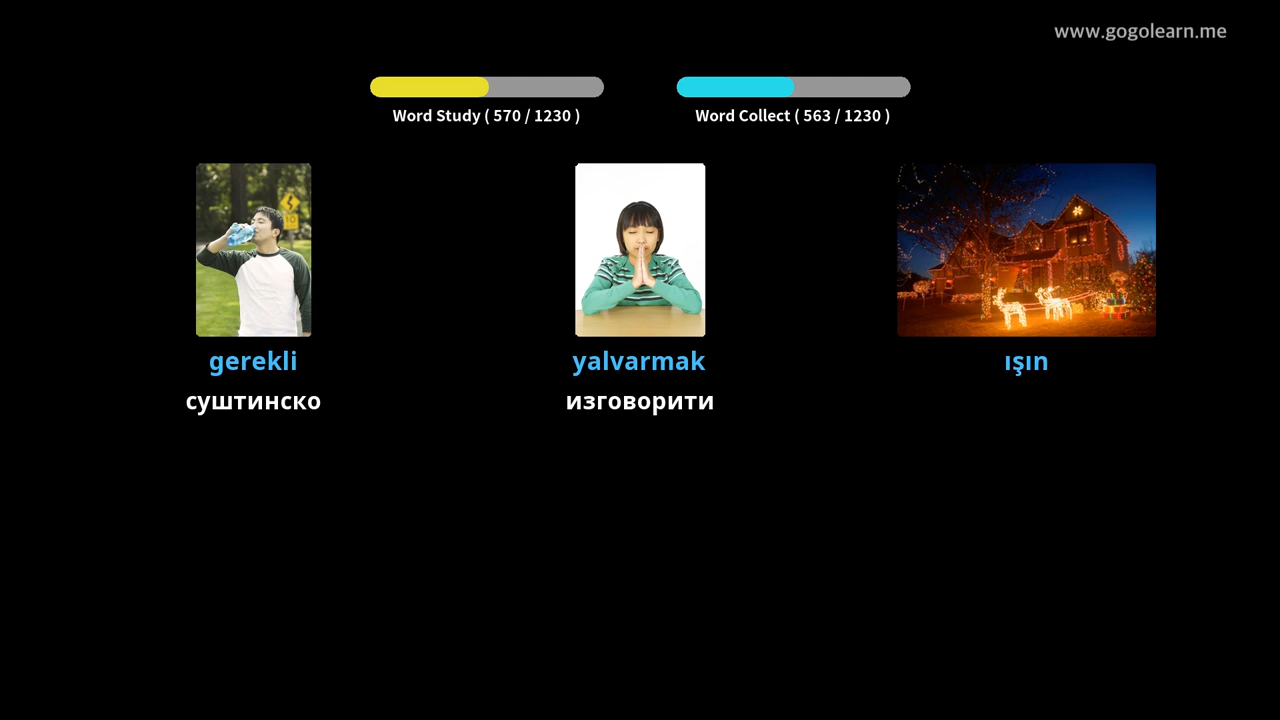 www.gogolearn.me
Word Study ( 570 / 1230 )
Word Collect ( 563 / 1230 )
gerekli
суштинско
yalvarmak
изговорити
ışın